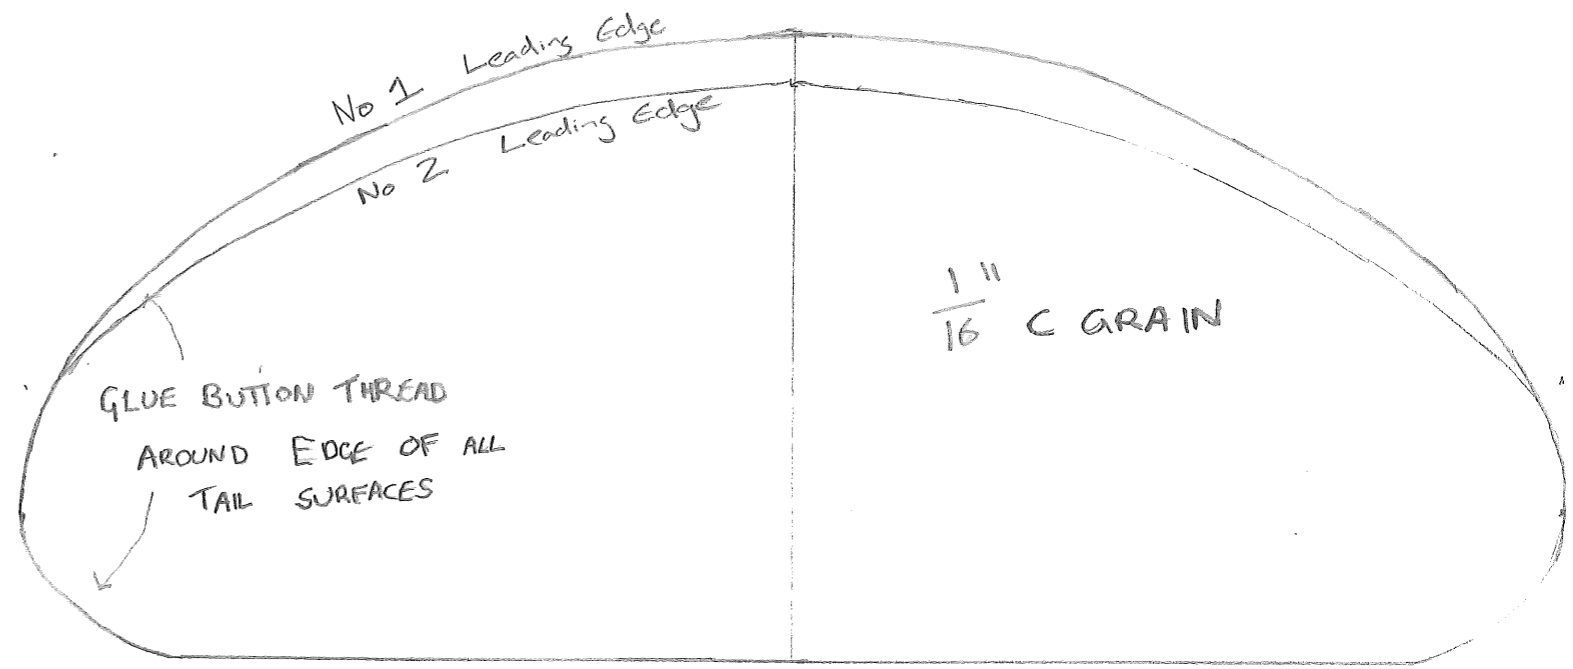 No 1 Leading Edge
No 2 Leading Edge
1/16" C GRAIN
GLUE BUTTON THREAD
AROUND EDGE OF ALL
TAIL SURFACES